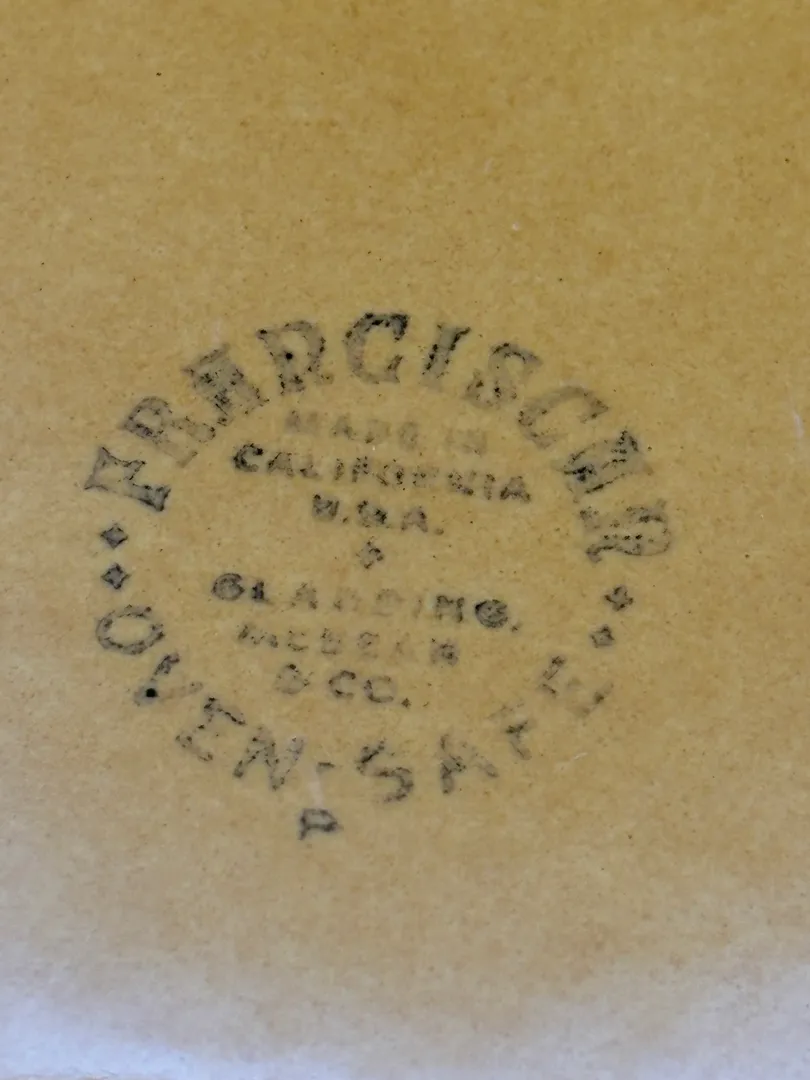 FRANCISCAN
MADE IN
CALIFORNIA
U.S.A.
GLADDING,
McBEAN
& CO.
OVEN-SAFE